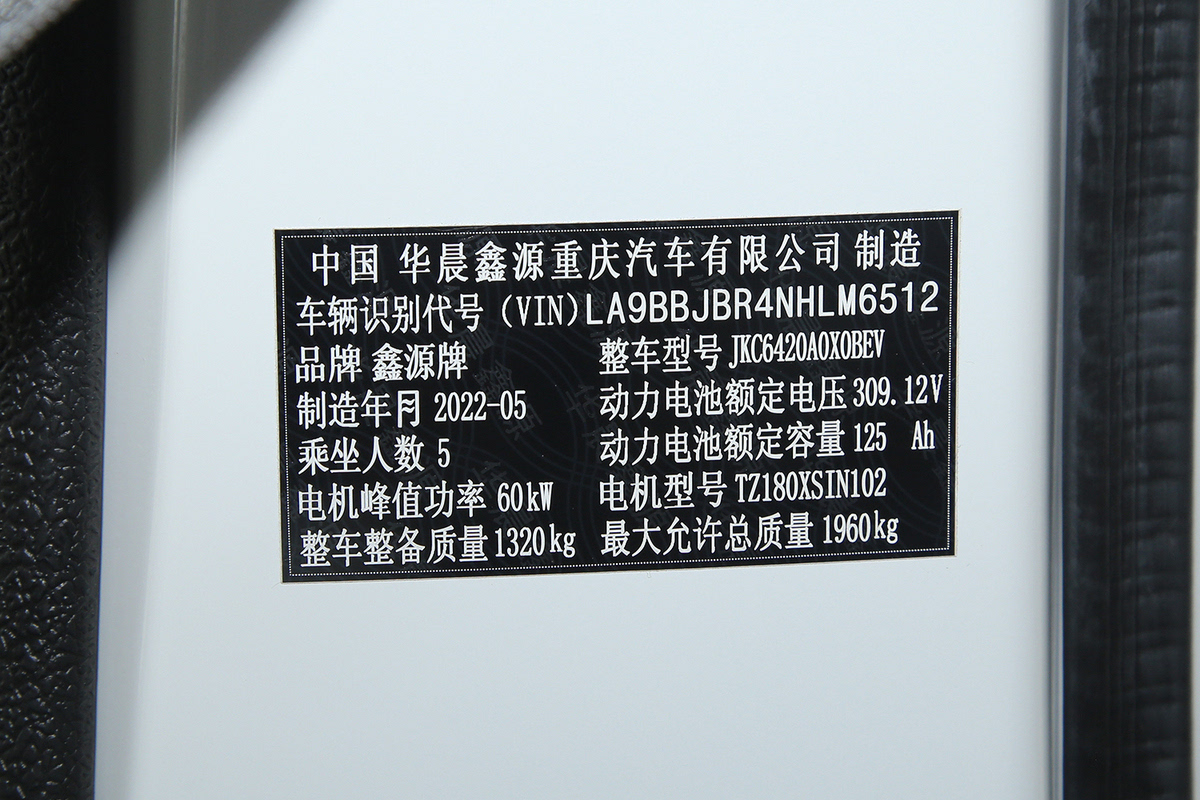 中国 华晨鑫源重庆汽车有限公司 制造
车辆识别代号（VIN）LA9BBJBR4NHLM6512
品牌 鑫源牌 整车型号 JKC6420A0X0BEV
制造年月 2022-05 动力电池额定电压 309.12V
乘坐人数 5 动力电池额定容量 125 Ah
电机峰值功率 60kW 电机型号 TZ180XSIN102
整车整备质量 1320kg 最大允许总质量 1960kg